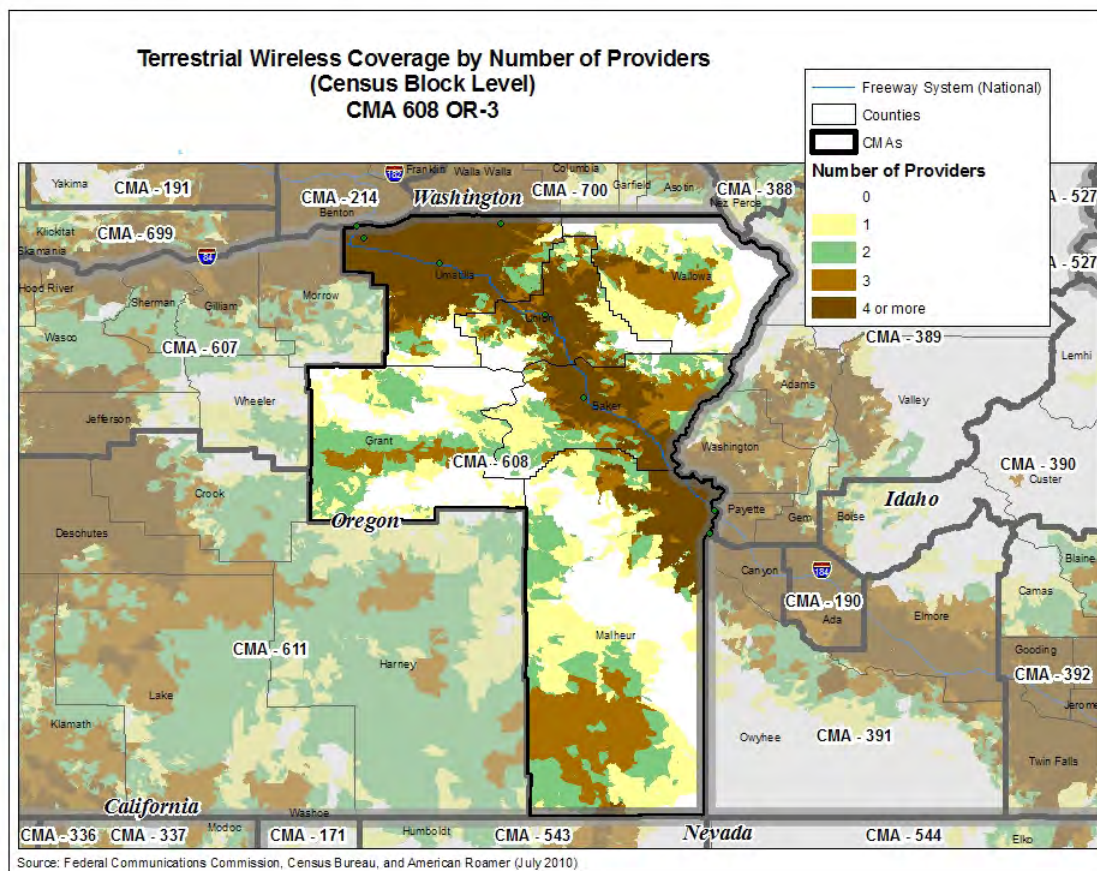 Terrestrial Wireless Coverage by Number of Providers
(Census Block Level)
CMA 608 OR-3
Freeway System (National)
Counties
CMAs
Number of Providers
0
1
2
3
4 or more
Yakima
CMA - 191
CMA - 214
182
Franklin
Walla Walla
Columbia
CMA - 700
Garfield
Asotin
CMA - 388
Nez Perce
CMA - 527
Benton
Washington
Klickitat
CMA - 699
Skamania
84
Hood River
Sherman
Gilliam
Morrow
Umatilla
Wallowa
Wasco
CMA - 607
Union
CMA - 389
Lemhi
Wheeler
Jefferson
Adams
Valley
Baker
Grant
CMA - 608
Washington
CMA - 390
Custer
Crook
Oregon
Idaho
Payette
Gem
Boise
Deschutes
Canyon
184
Blaine
Camas
CMA - 190
Ada
Elmore
CMA - 611
Harney
Malheur
Gooding
CMA - 392
Lake
Klamath
Jerome
Owyhee
CMA - 391
Twin Falls
California
Washoe
CMA - 336
CMA - 337
Modoc
CMA - 171
Humboldt
CMA - 543
Nevada
CMA - 544
Elko
Source: Federal Communications Commission, Census Bureau, and American Roamer (July 2010)